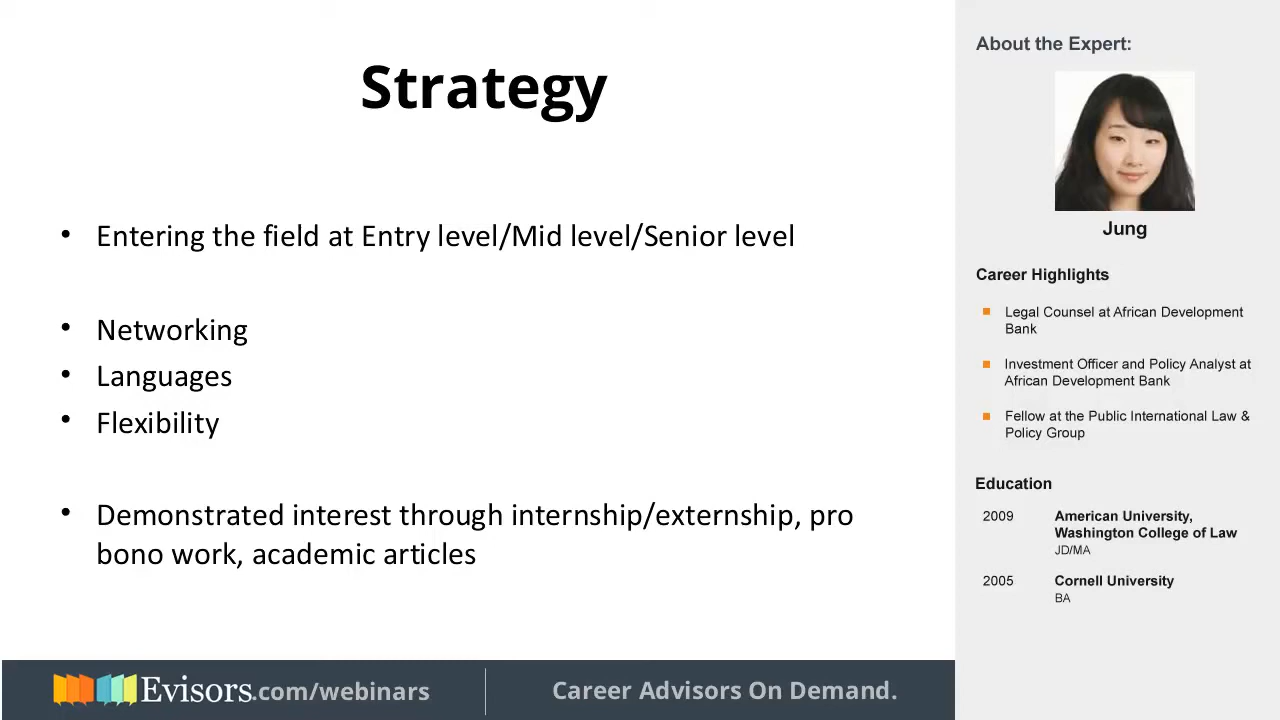 Strategy
• Entering the field at Entry level/Mid level/Senior level
• Networking
• Languages
• Flexibility
• Demonstrated interest through internship/externship, pro
bono work, academic articles
Evisors.com/webinars
Career Advisors On Demand.
About the Expert:
Jung
Career Highlights
Legal Counsel at African Development
Bank
Investment Officer and Policy Analyst at
African Development Bank
Fellow at the Public International Law &
Policy Group
Education
2009 American University,
Washington College of Law
JD/MA
2005 Cornell University
BA